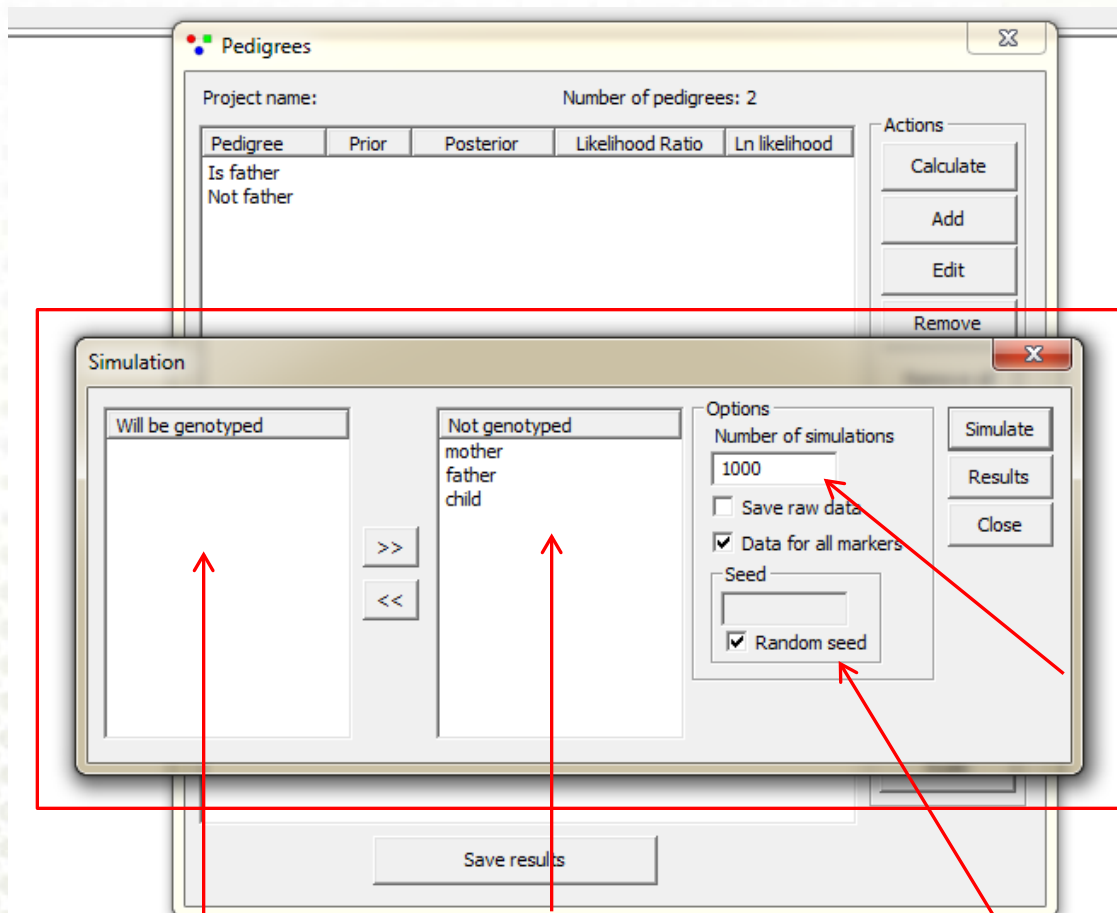 Pedigrees
Project name: Number of pedigrees: 2
Pedigree Prior Posterior Likelihood Ratio Ln likelihood
Is father
Not father
Actions
Calculate
Add
Edit
Remove
Simulation
Will be genotyped
>>
<<
Not genotyped
mother
father
child
Options
Number of simulations
1000
Save raw data
Data for all markers
Seed
Random seed
Simulate
Results
Close
Save results